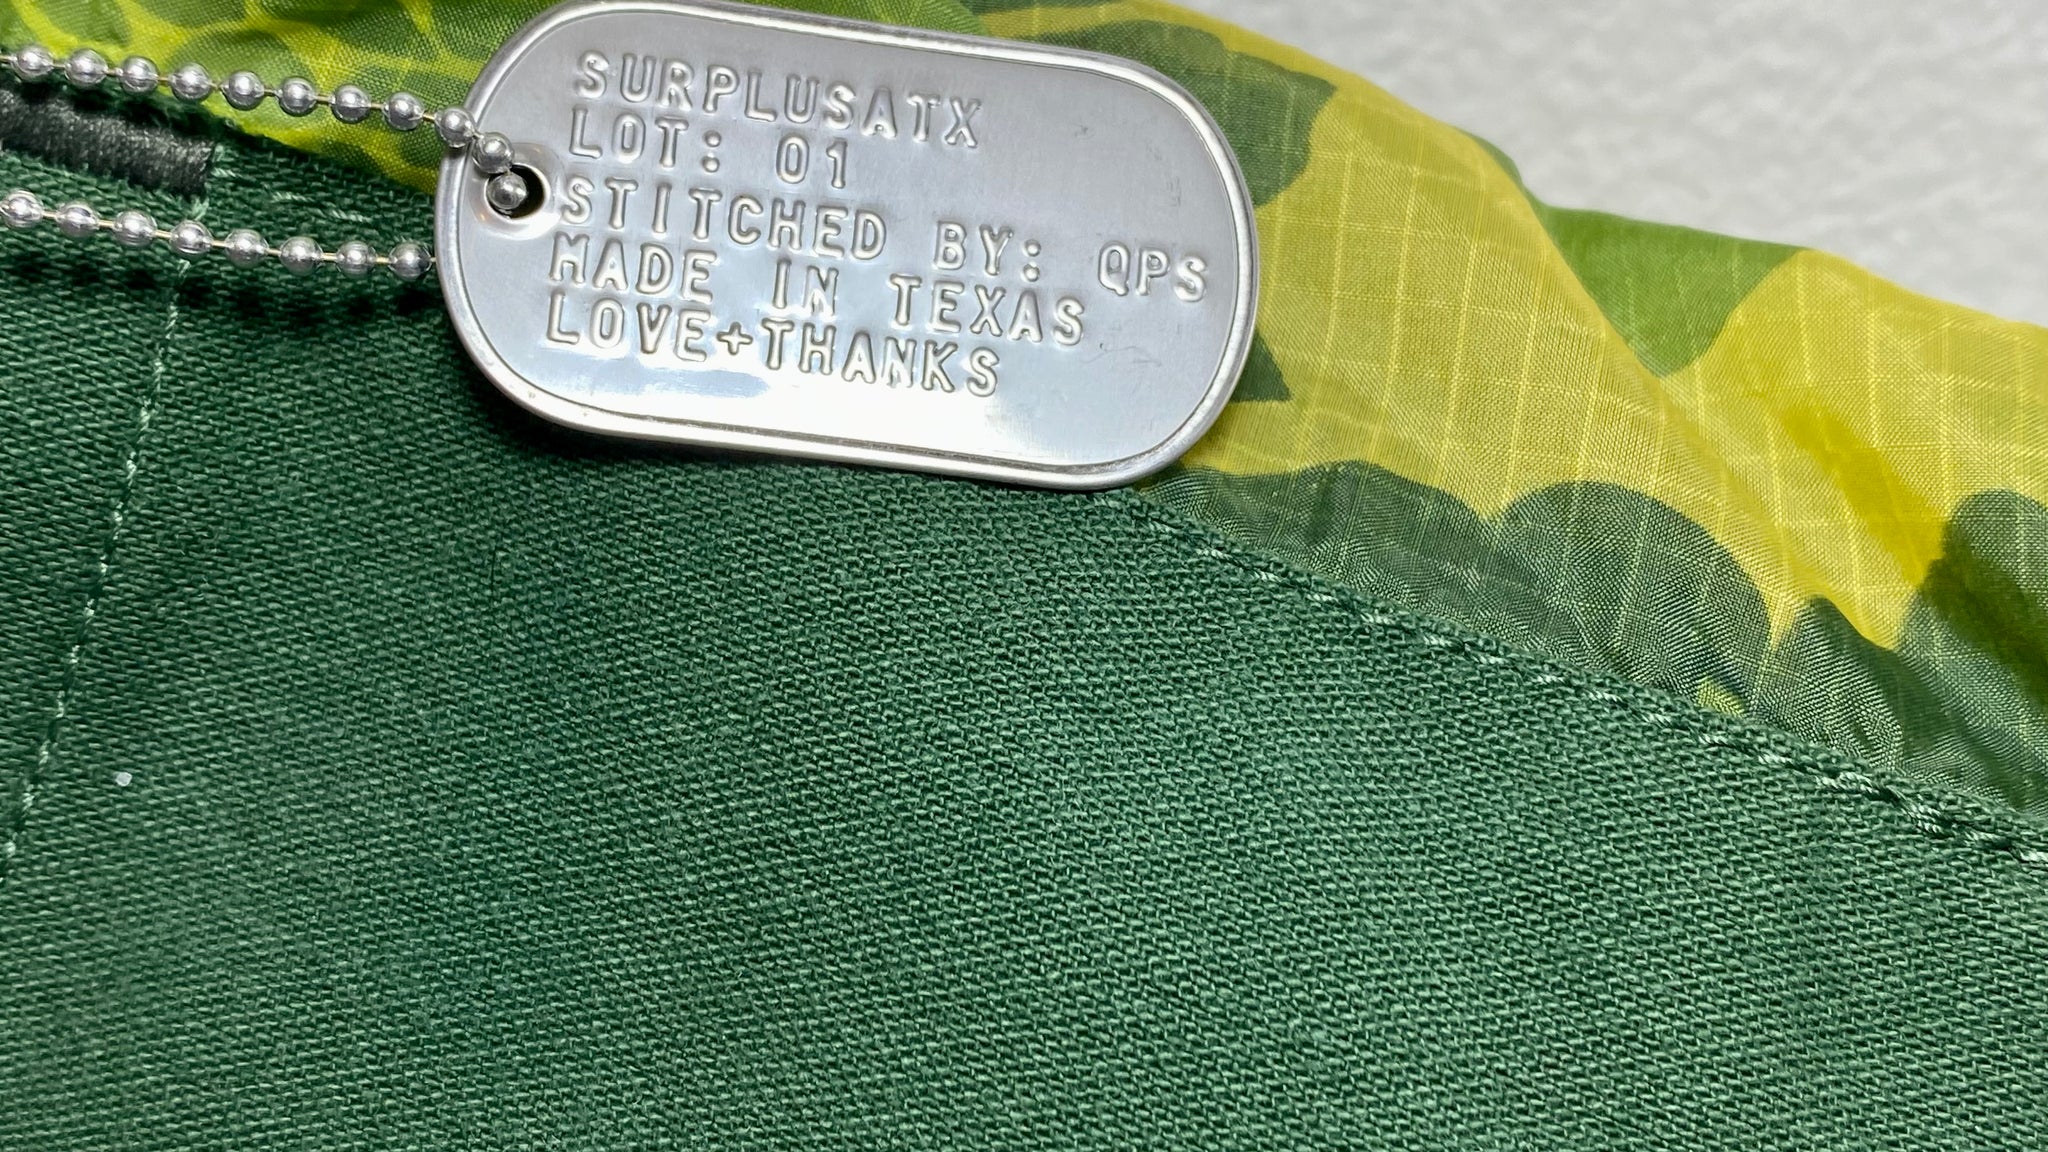 SURPLUSATX
LOT: 01
STITCHED BY: QPS
MADE IN TEXAS
LOVE+THANKS